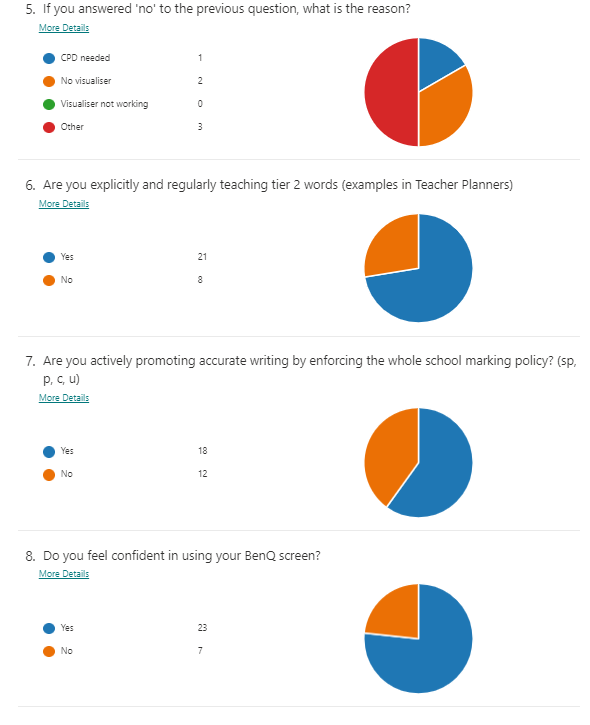 5. If you answered 'no' to the previous question, what is the reason?
More Details
CPD needed 1
No visualiser 2
Visualiser not working 0
Other 3
6. Are you explicitly and regularly teaching tier 2 words (examples in Teacher Planners)
More Details
Yes 21
No 8
7. Are you actively promoting accurate writing by enforcing the whole school marking policy? (sp,
p, c, u)
More Details
Yes 18
No 12
8. Do you feel confident in using your BenQ screen?
More Details
Yes 23
No 7